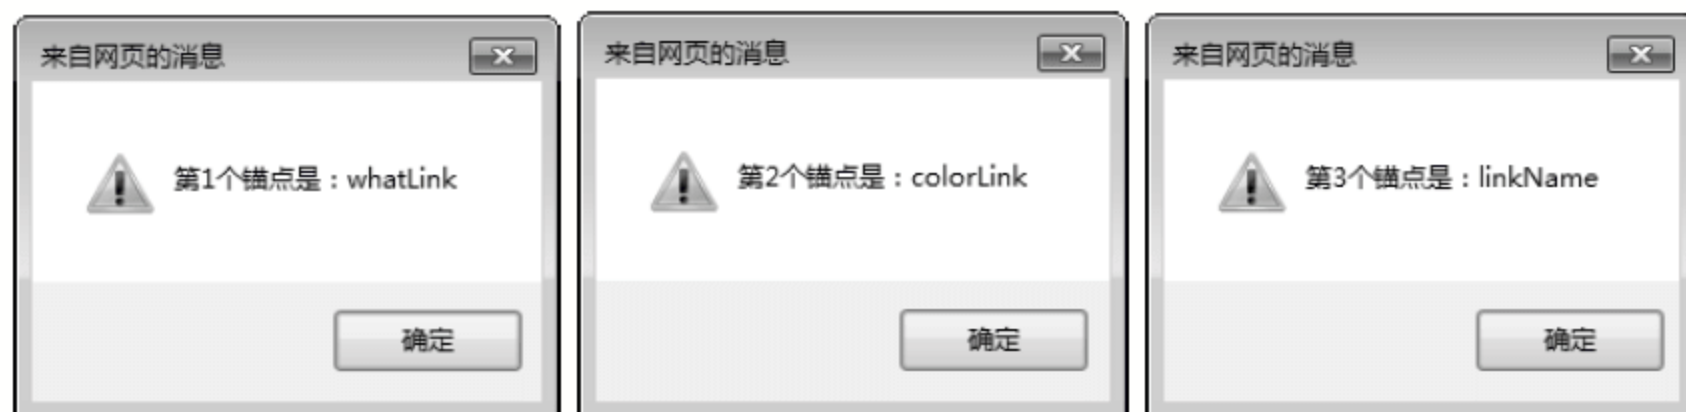 来自网页的消息
第1个锚点是：whatLink
确定
来自网页的消息
第2个锚点是：colorLink
确定
来自网页的消息
第3个锚点是：linkName
确定